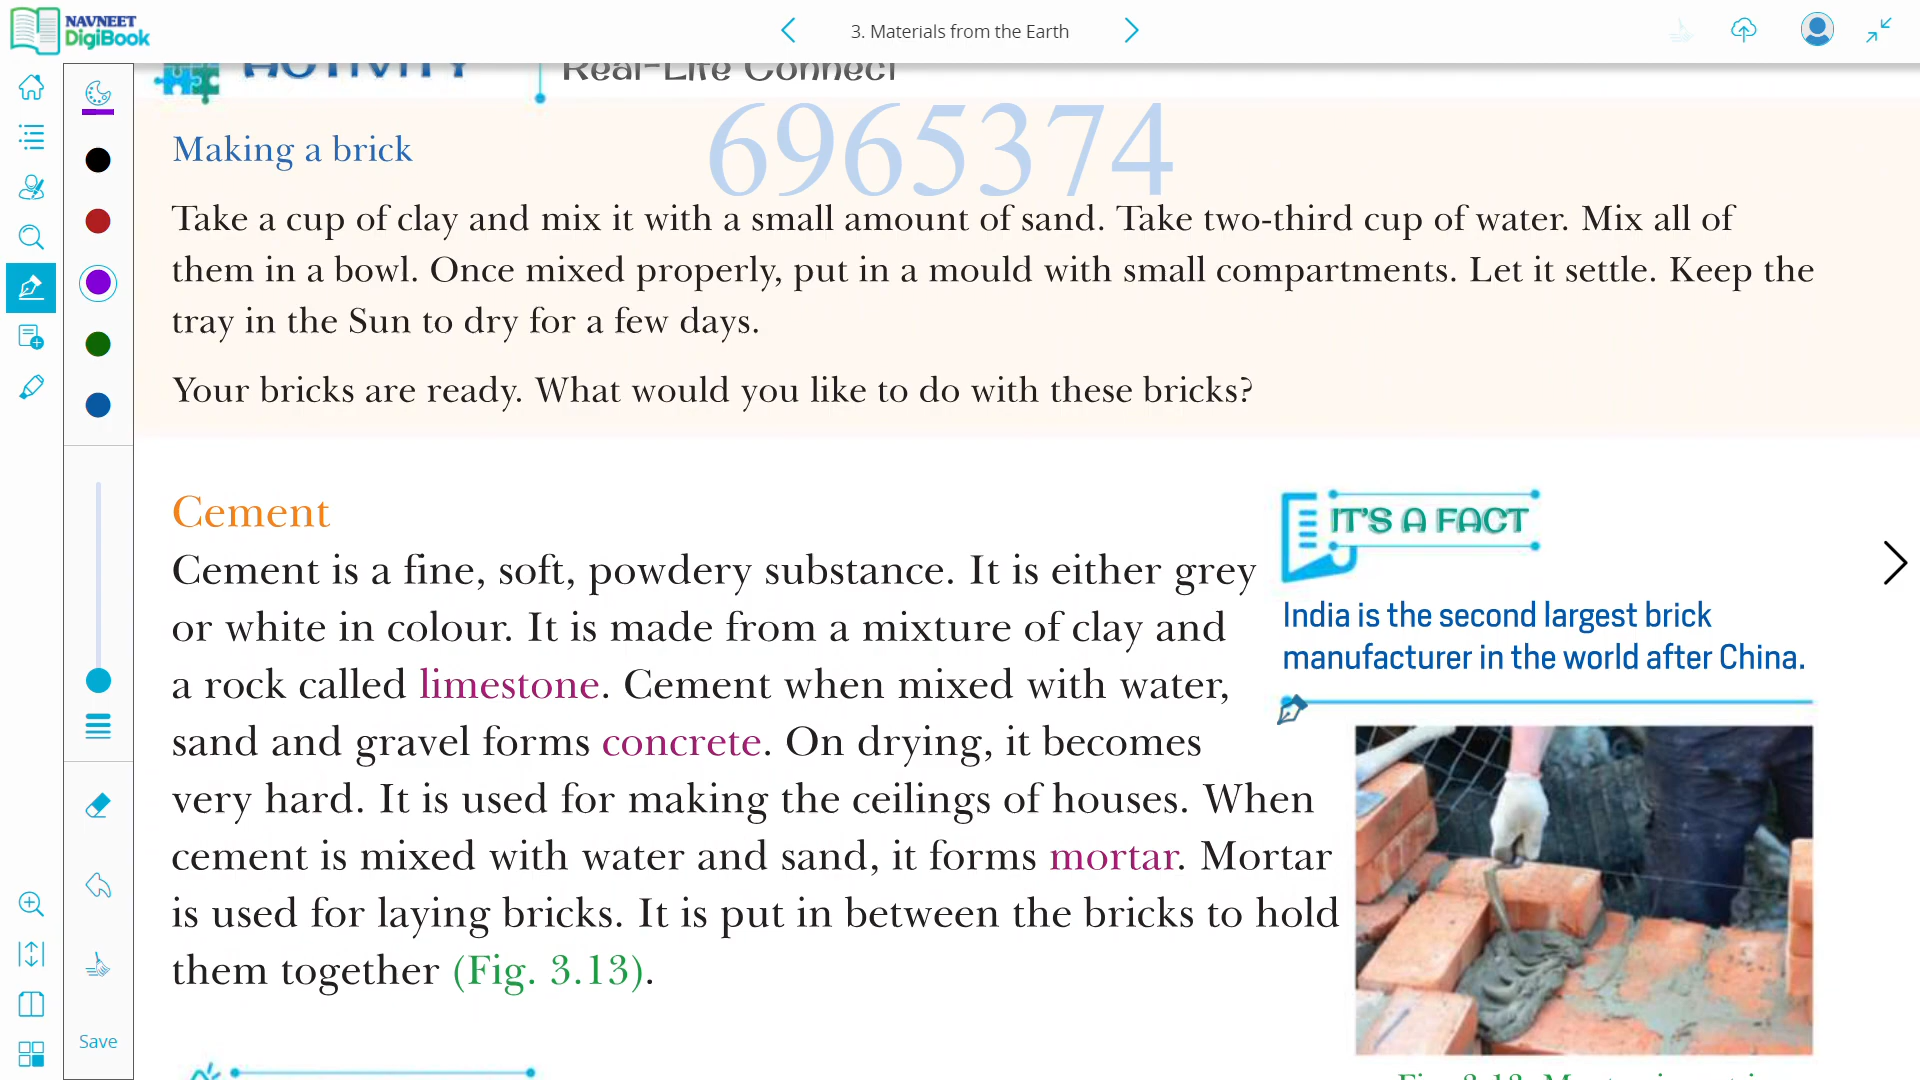 NAVNEET
DigiBook
3. Materials from the Earth
ACTIVITY
Real-Life Connect
6965374
Making a brick
Take a cup of clay and mix it with a small amount of sand. Take two-third cup of water. Mix all of
them in a bowl. Once mixed properly, put in a mould with small compartments. Let it settle. Keep the
tray in the Sun to dry for a few days.
Your bricks are ready. What would you like to do with these bricks?
Cement
Cement is a fine, soft, powdery substance. It is either grey
or white in colour. It is made from a mixture of clay and
a rock called limestone. Cement when mixed with water,
sand and gravel forms concrete. On drying, it becomes
very hard. It is used for making the ceilings of houses. When
cement is mixed with water and sand, it forms mortar. Mortar
is used for laying bricks. It is put in between the bricks to hold
them together (Fig. 3.13).
IT'S A FACT
India is the second largest brick
manufacturer in the world after China.
Save